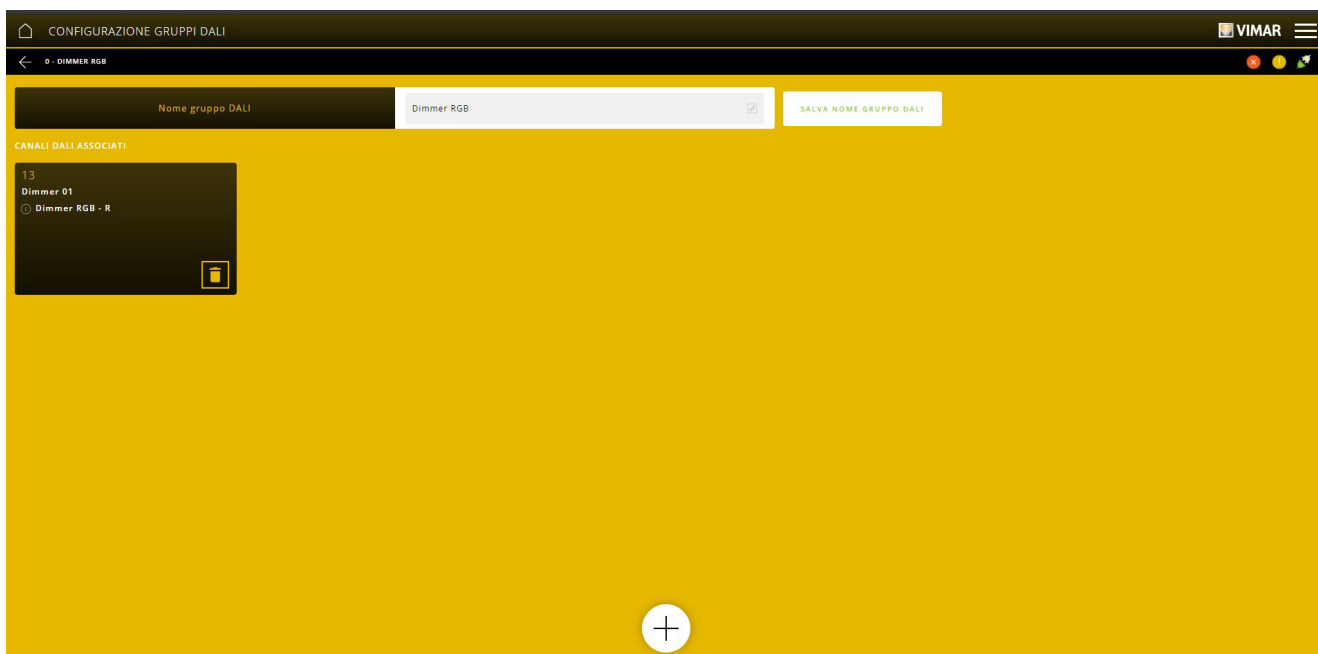 CONFIGURAZIONE GRUPPI DALI
VIMAR
0 - DIMMER RGB
Nome gruppo DALI
Dimmer RGB
SALVA NOME GRUPPO DALI
CANALI DALI ASSOCIATI
13
Dimmer 01
Dimmer RGB - R